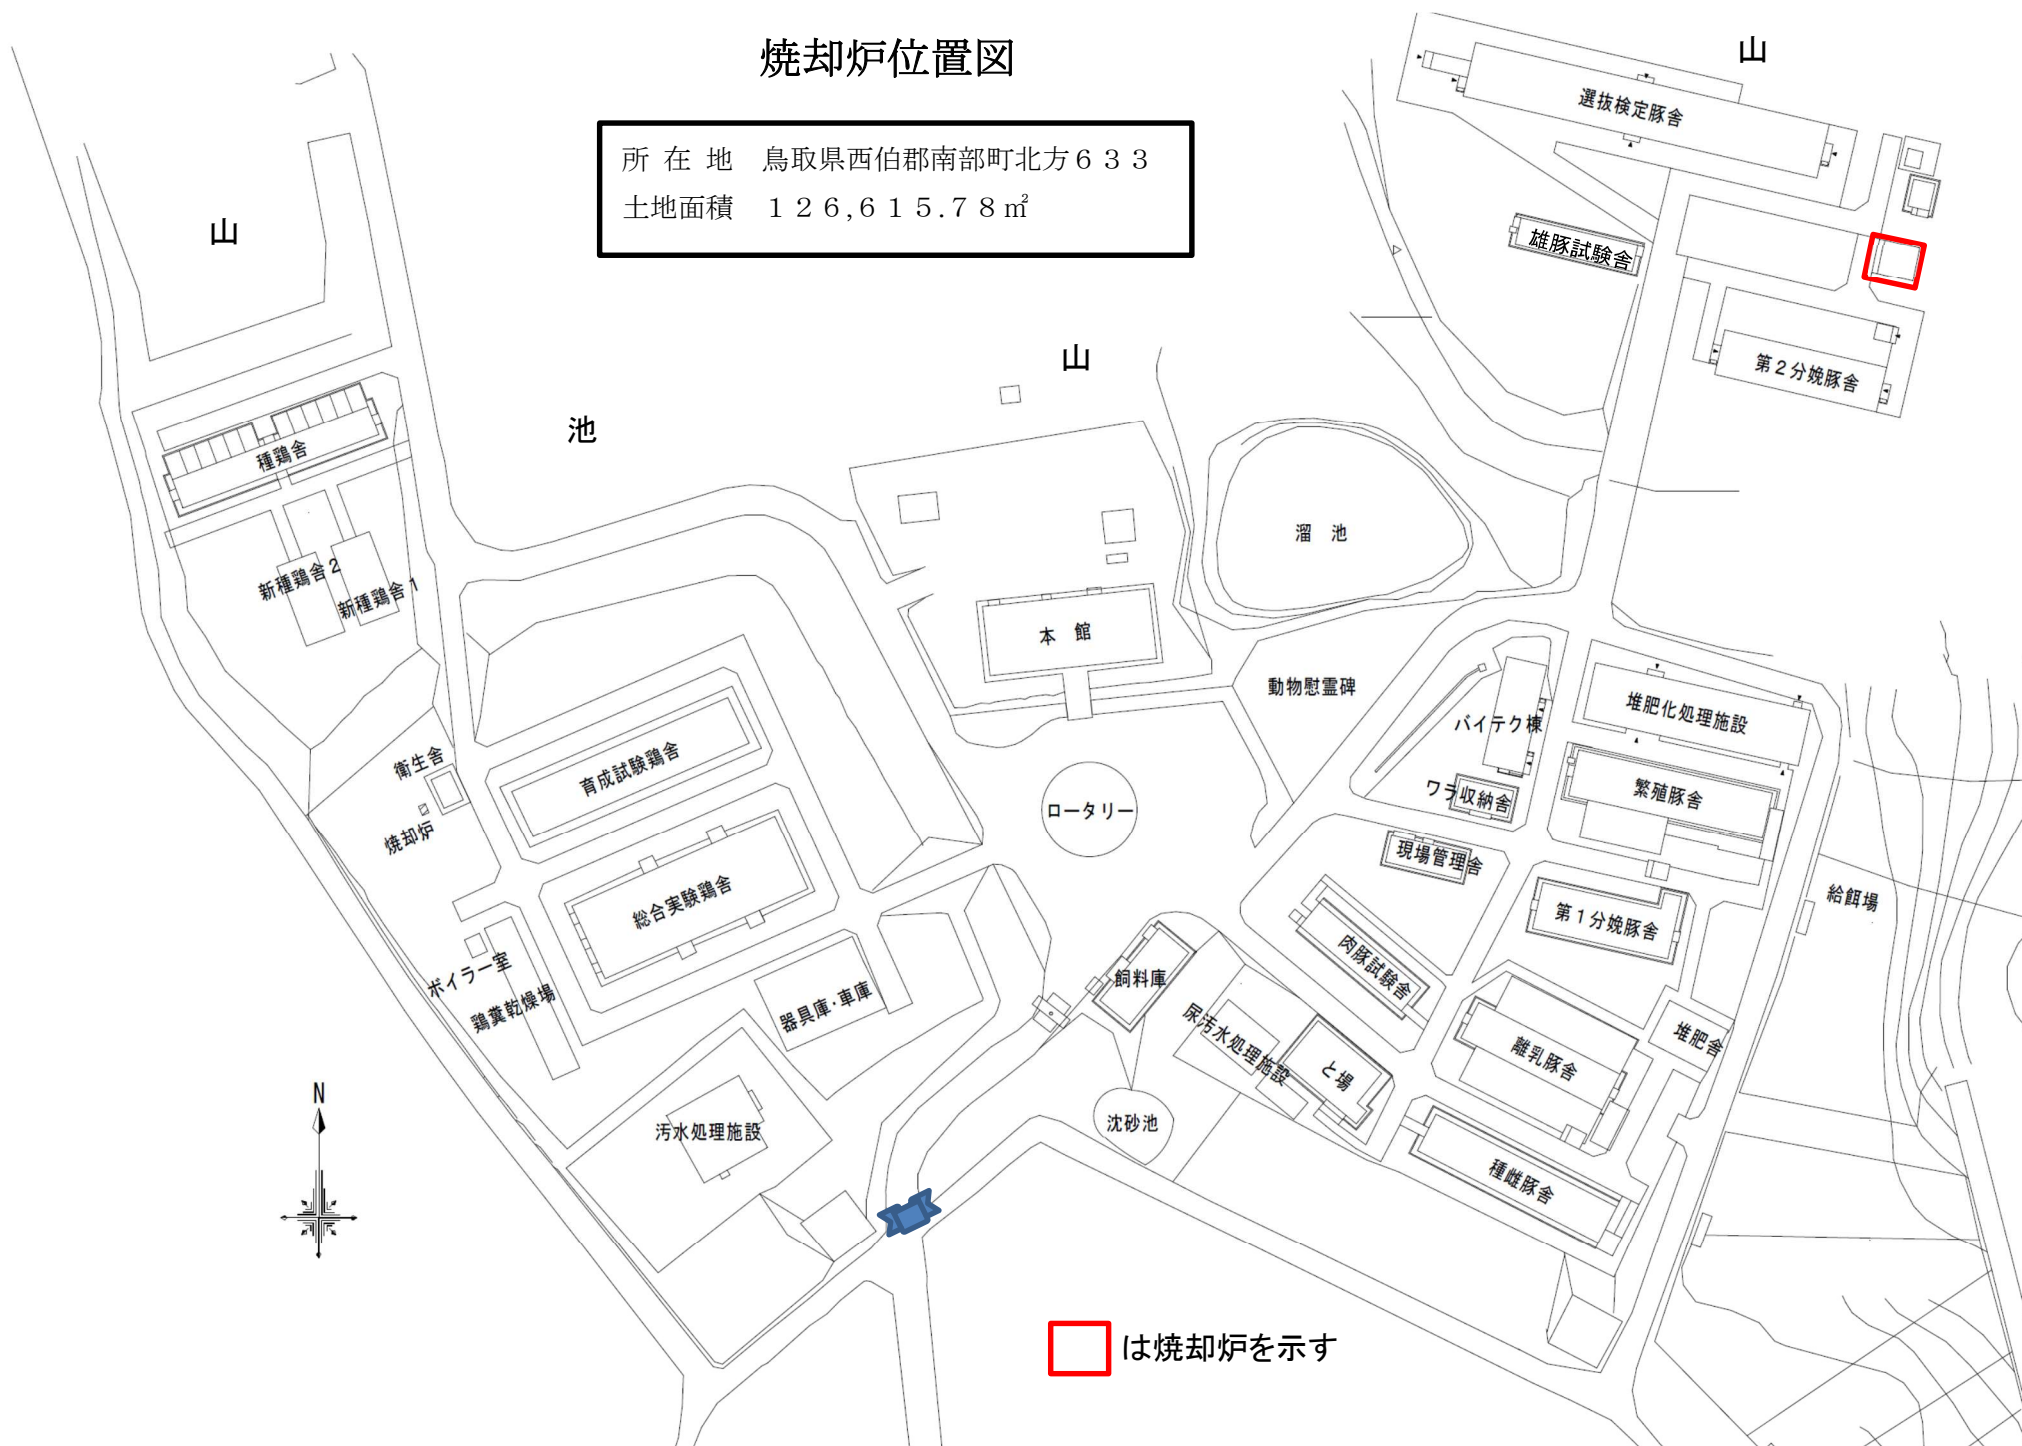 焼却炉位置図
所在地 鳥取県西伯郡南部町北方633
土地面積 126,615.78㎡
山
選抜検定豚舎
山
雄豚試験舎
第2分娩豚舎
山
池
種鶏舎
新種鶏舎2
新種鶏舎1
溜池
本館
動物慰霊碑
バイテク棟
堆肥化処理施設
ワラ収納舎
繁殖豚舎
衛生舎
育成試験鶏舎
焼却炉
ロータリー
現場管理舎
総合実験鶏舎
第1分娩豚舎
給餌場
ボイラー室
鶏糞乾燥場
器具庫・車庫
飼料庫
肉豚試験舎
尿汚水処理施設
と場
離乳豚舎
堆肥舎
N
汚水処理施設
沈砂池
種雌豚舎
は焼却炉を示す